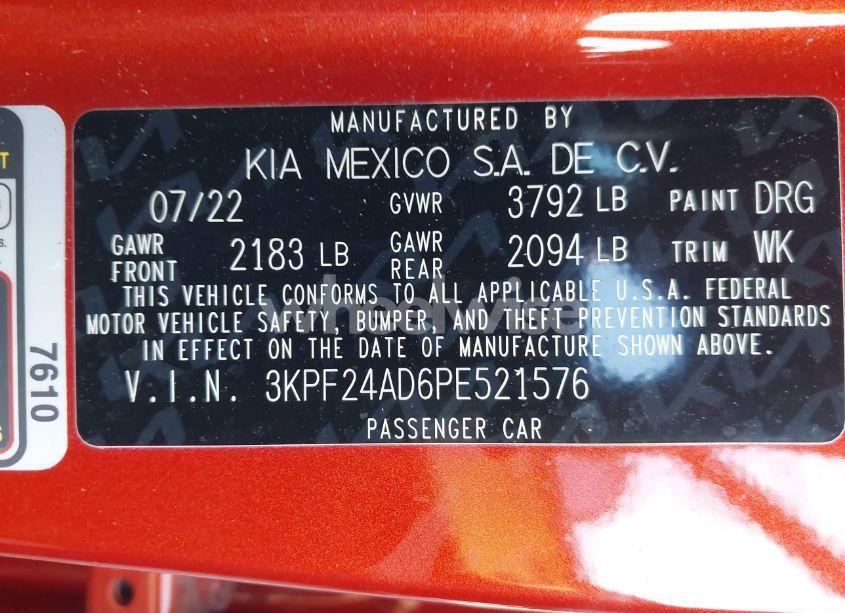 MANUFACTURED BY
KIA MEXICO S.A. DE C.V.
07/22 GVWR 3792 LB PAINT DRG
GAWR FRONT 2183 LB GAWR REAR 2094 LB TRIM WK
THIS VEHICLE CONFORMS TO ALL APPLICABLE U.S.A. FEDERAL
MOTOR VEHICLE SAFETY, BUMPER, AND THEFT PREVENTION STANDARDS
IN EFFECT ON THE DATE OF MANUFACTURE SHOWN ABOVE.
V.I.N. 3KPF24AD6PE521576
PASSENGER CAR
7610